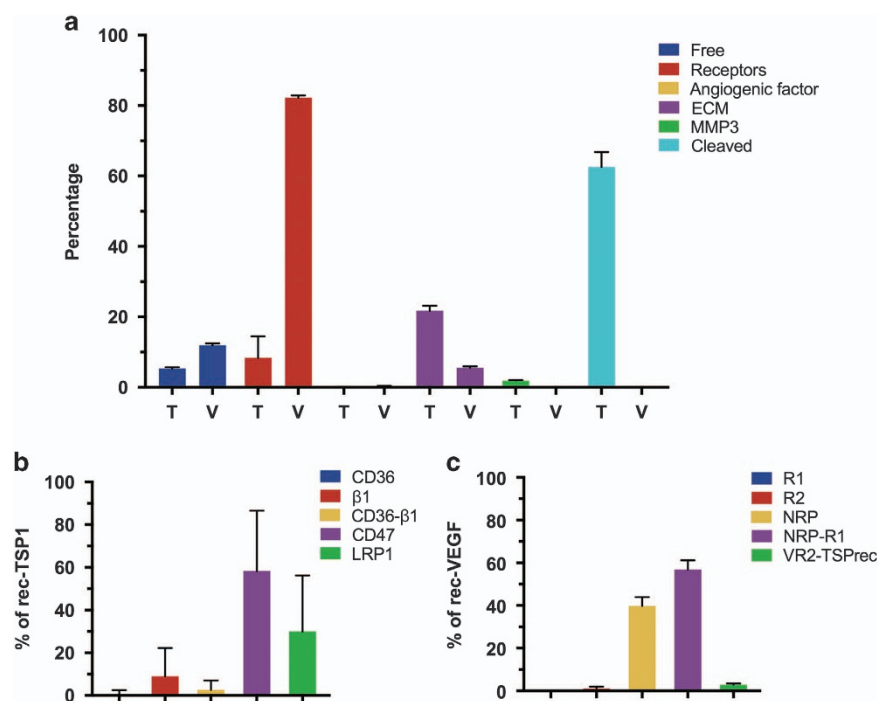 a
100
80
60
40
20
0
Percentage
T V T V T V T V T V T V
Free
Receptors
Angiogenic factor
ECM
MMP3
Cleaved
b
100
80
60
40
20
0
% of rec-TSP1
CD36
β1
CD36-β1
CD47
LRP1
c
100
80
60
40
20
0
% of rec-VEGF
R1
R2
NRP
NRP-R1
VR2-TSPrec